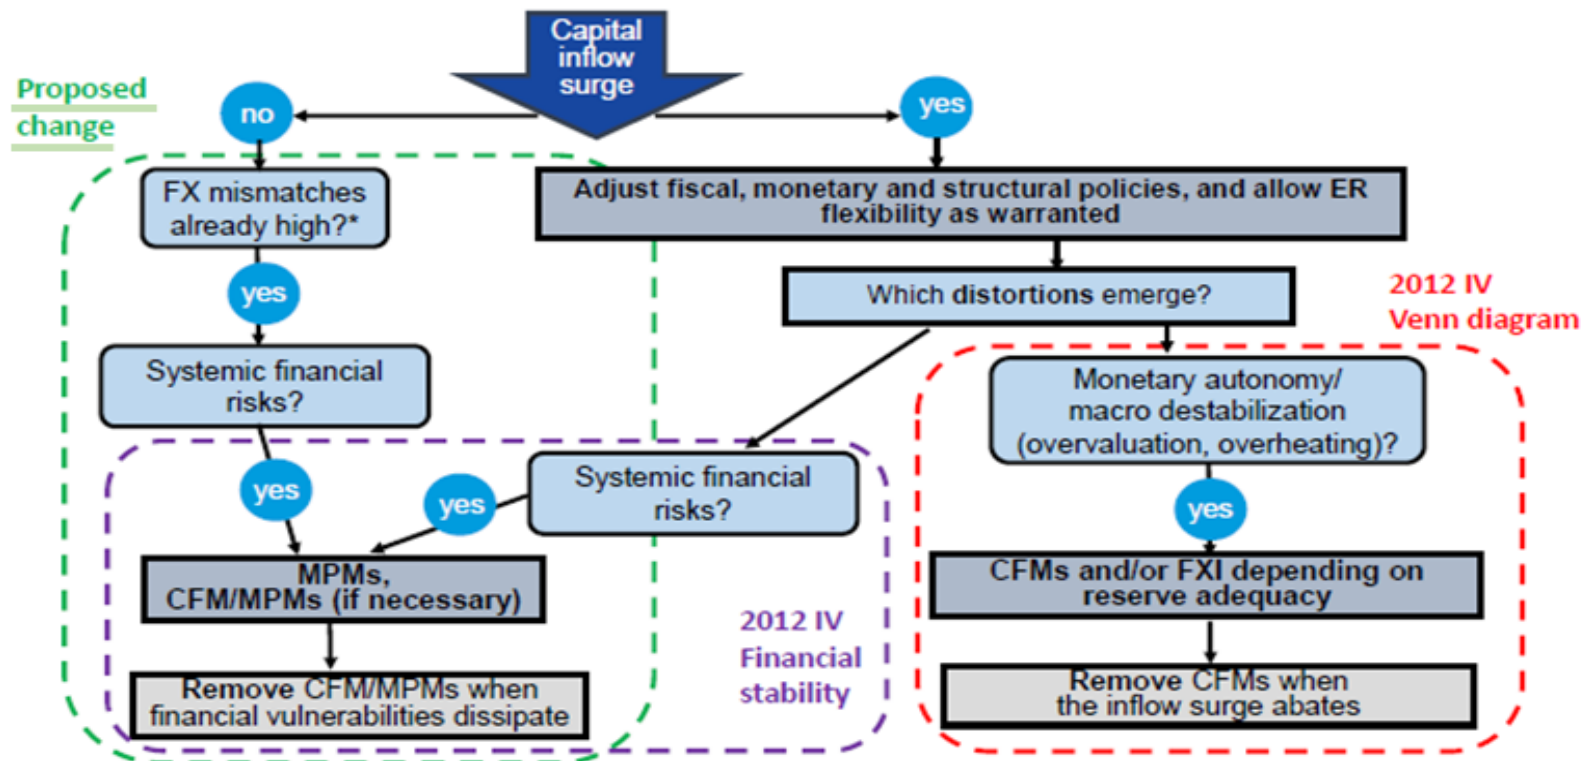 Capital
inflow
surge
Proposed
change
no
yes
FX mismatches
already high?*
Adjust fiscal, monetary and structural policies, and allow ER
flexibility as warranted
yes
Which distortions emerge?
2012 IV
Venn diagram
Systemic financial
risks?
Monetary autonomy/
macro destabilization
(overvaluation, overheating)?
yes
yes
Systemic financial
risks?
yes
MPMs,
CFM/MPMs (if necessary)
CFMs and/or FXI depending on
reserve adequacy
2012 IV
Financial
stability
Remove CFM/MPMs when
financial vulnerabilities dissipate
Remove CFMs when
the inflow surge abates